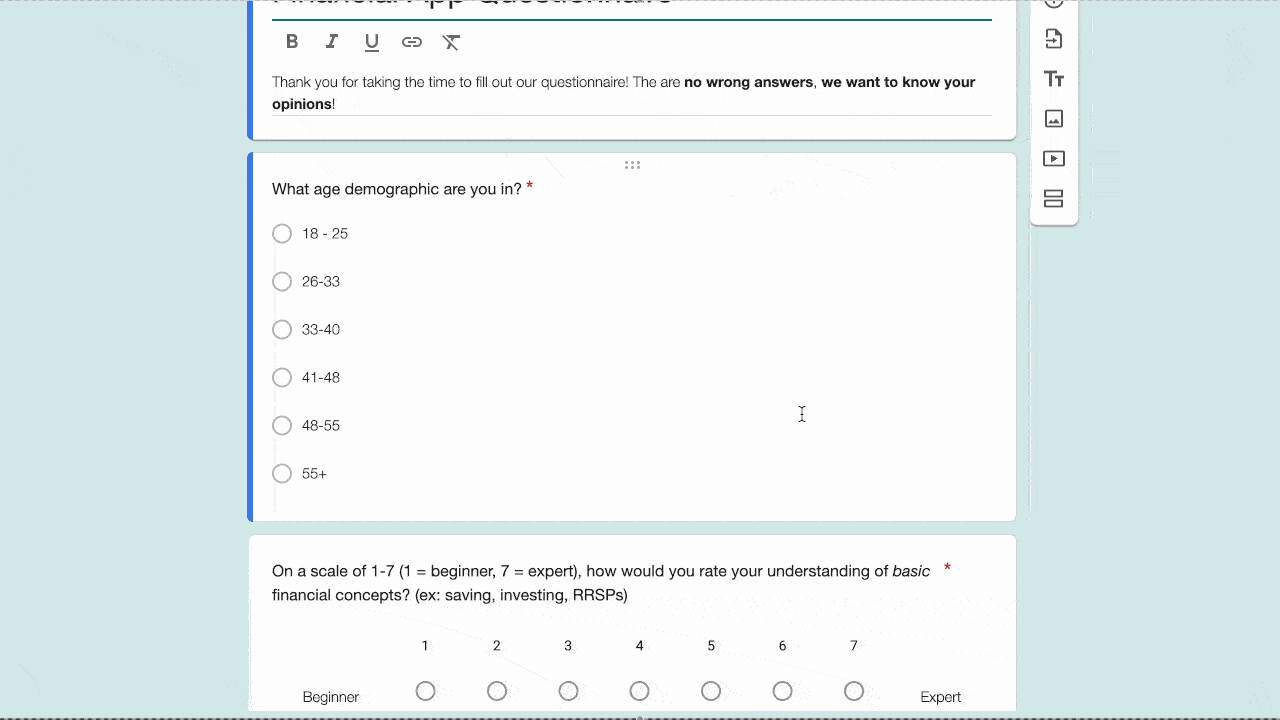 Financial App Questionnaire
B I U
Thank you for taking the time to fill out our questionnaire! The are no wrong answers, we want to know your
opinions!
What age demographic are you in? *
18 - 25
26-33
33-40
41-48
48-55
55+
On a scale of 1-7 (1 = beginner, 7 = expert), how would you rate your understanding of basic *
financial concepts? (ex: saving, investing, RRSPs)
1 2 3 4 5 6 7
Beginner Expert